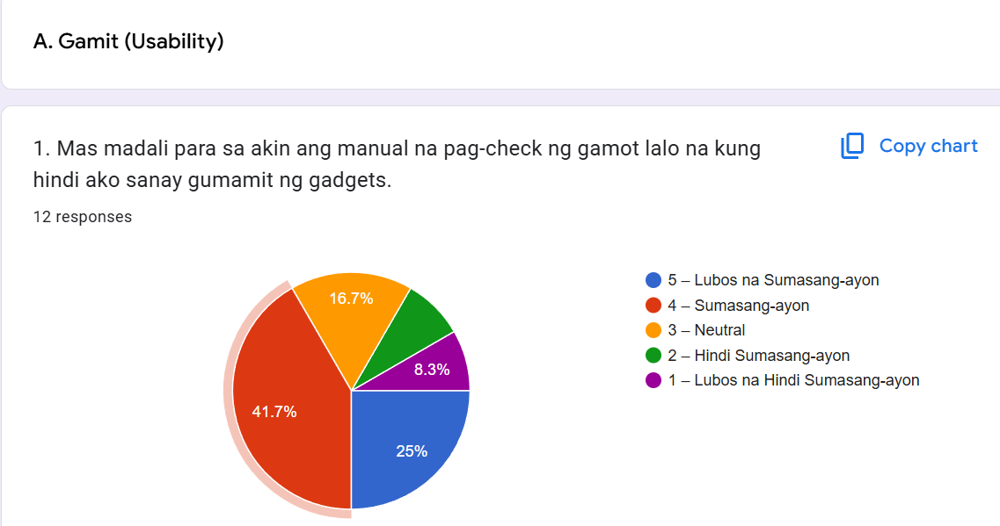 A. Gamit (Usability)
1. Mas madali para sa akin ang manual na pag-check ng gamot lalo na kung
hindi ako sanay gumamit ng gadgets.
Copy chart
12 responses
5 – Lubos na Sumasang-ayon
4 – Sumasang-ayon
3 – Neutral
2 – Hindi Sumasang-ayon
1 – Lubos na Hindi Sumasang-ayon
16.7%
8.3%
41.7%
25%